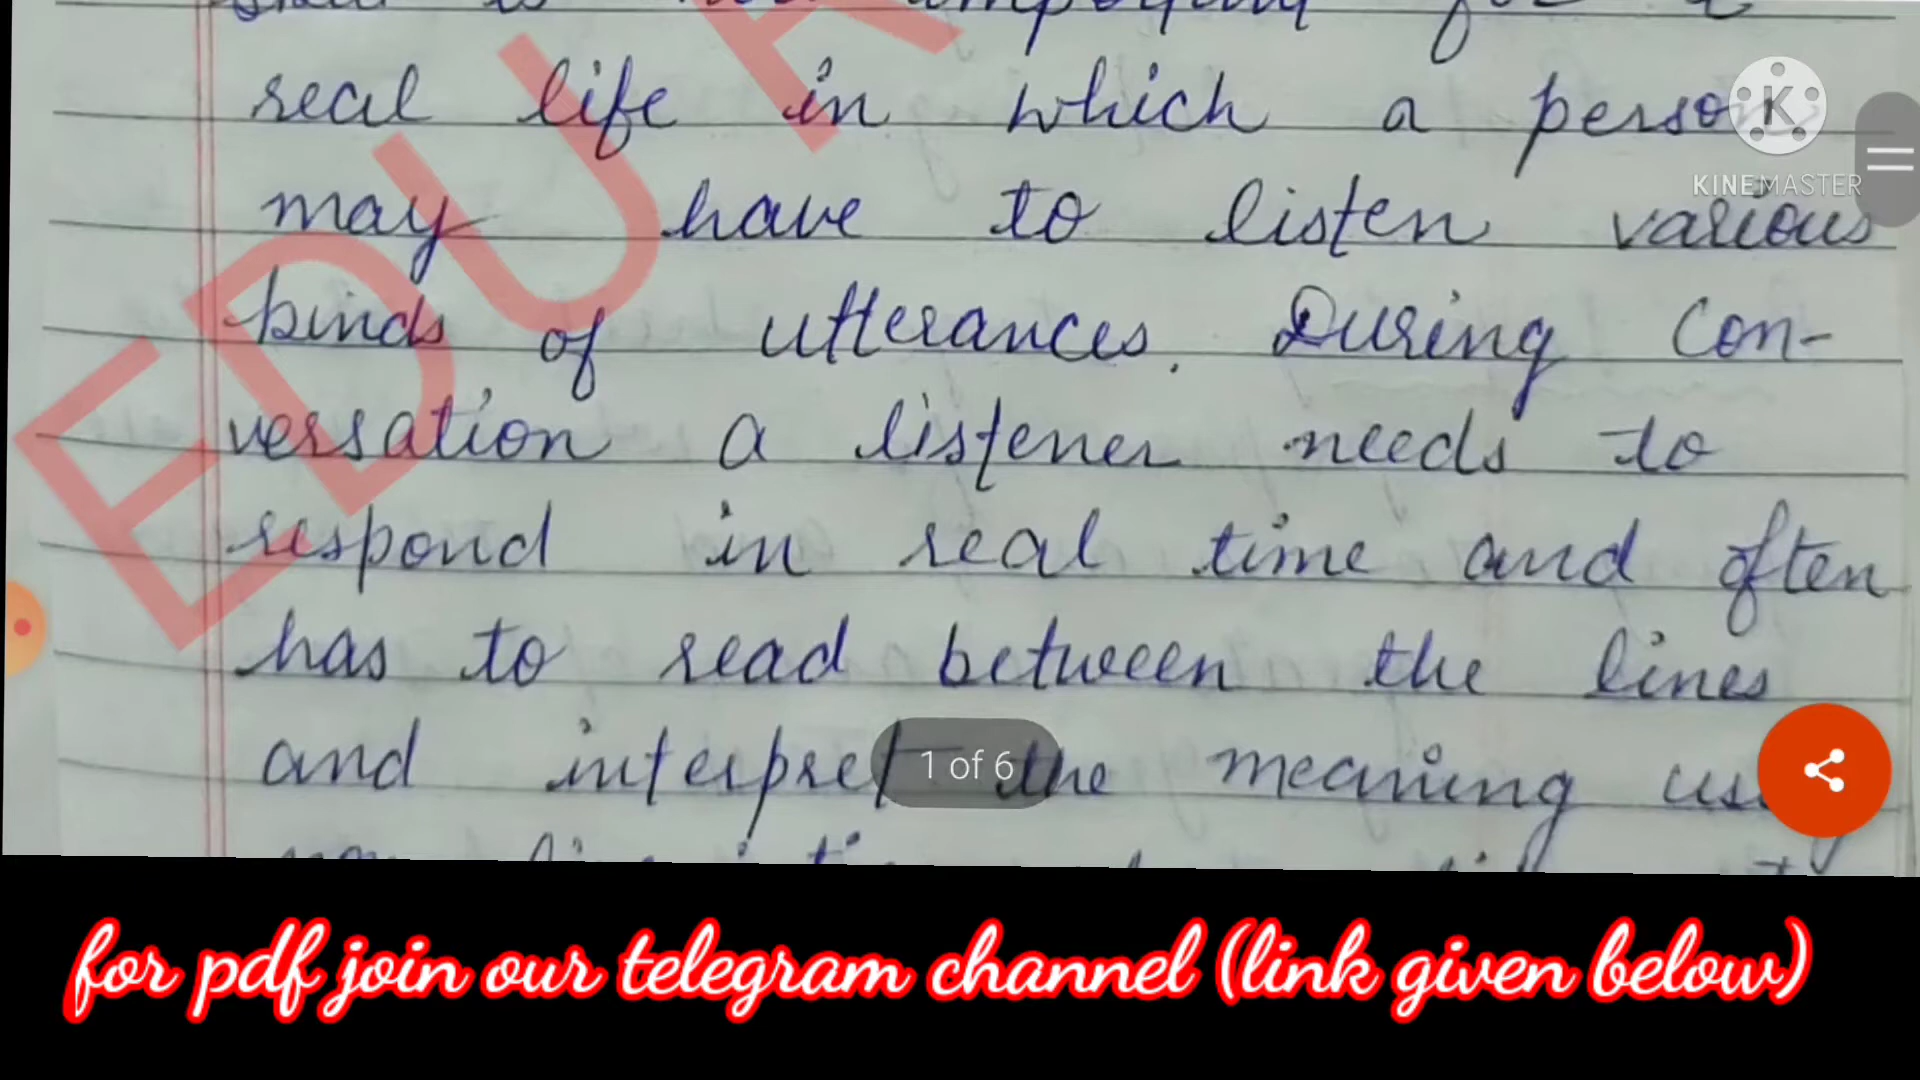 real life in which a person
may have to listen various
kinds of utterances. During con-
versation a listener needs to
respond in real time and often
has to read between the lines
and interpret the meaning
1 of 6
KINEMASTER
K
EDU
for pdf join our telegram channel (link given below)